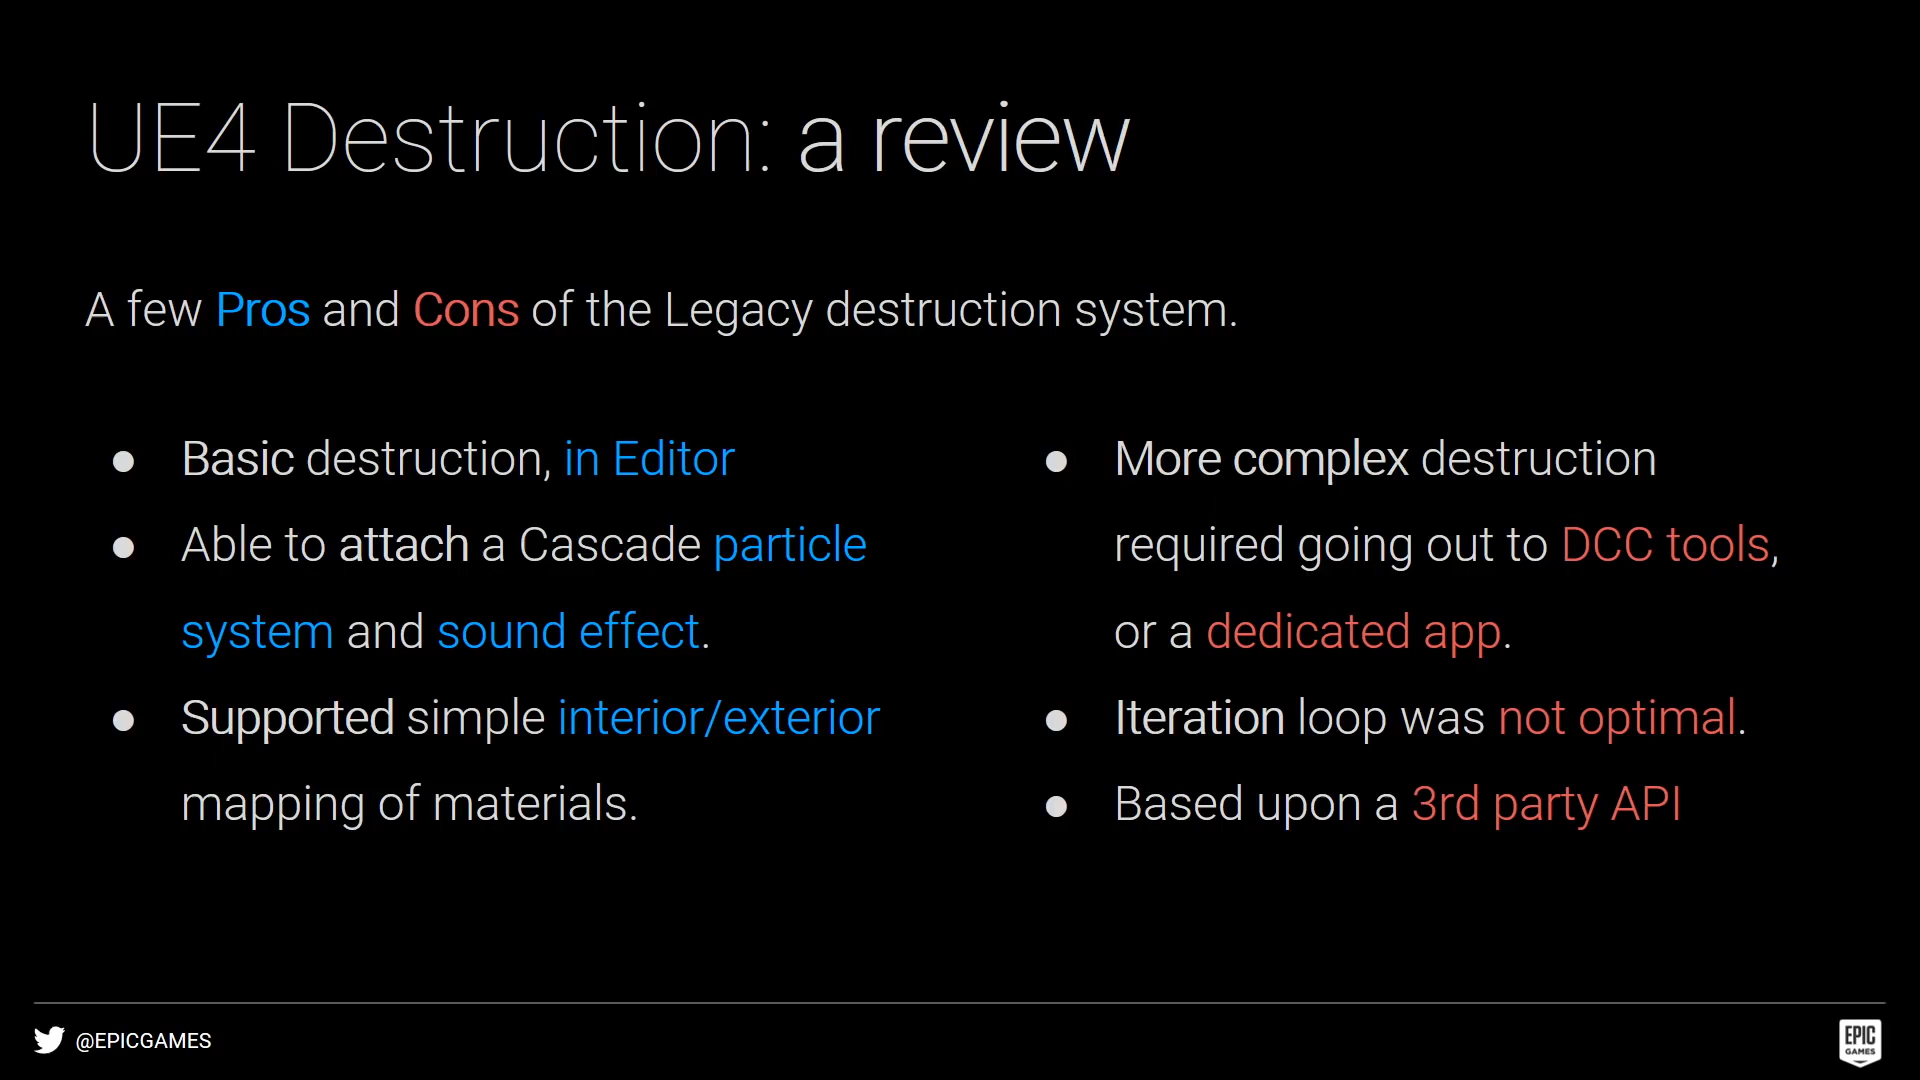 UE4 Destruction: a review
A few Pros and Cons of the Legacy destruction system.
● Basic destruction, in Editor
● Able to attach a Cascade particle
system and sound effect.
● Supported simple interior/exterior
mapping of materials.
● More complex destruction
required going out to DCC tools,
or a dedicated app.
● Iteration loop was not optimal.
● Based upon a 3rd party API
@EPICGAMES
EPIC
GAMES